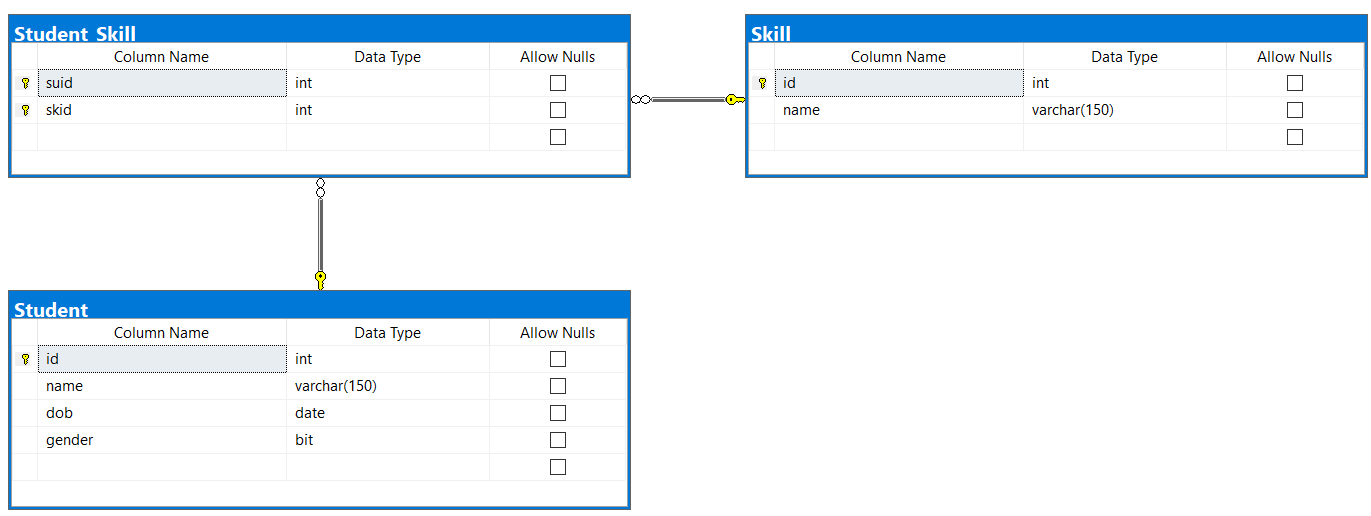 Student_Skill
Column Name Data Type Allow Nulls
suid int
skid int
Skill
Column Name Data Type Allow Nulls
id int
name varchar(150)
Student
Column Name Data Type Allow Nulls
id int
name varchar(150)
dob date
gender bit